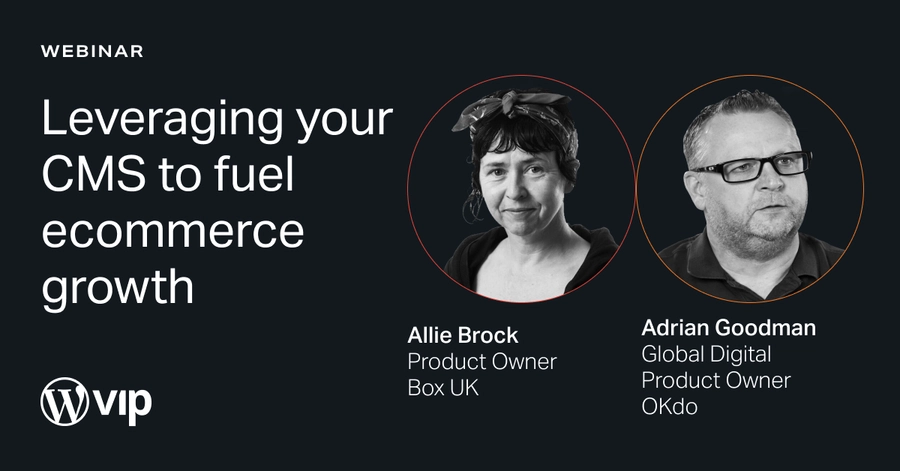 WEBINAR
Leveraging your
CMS to fuel
ecommerce
growth
Allie Brock
Product Owner
Box UK
Adrian Goodman
Global Digital
Product Owner
OKdo
W vip